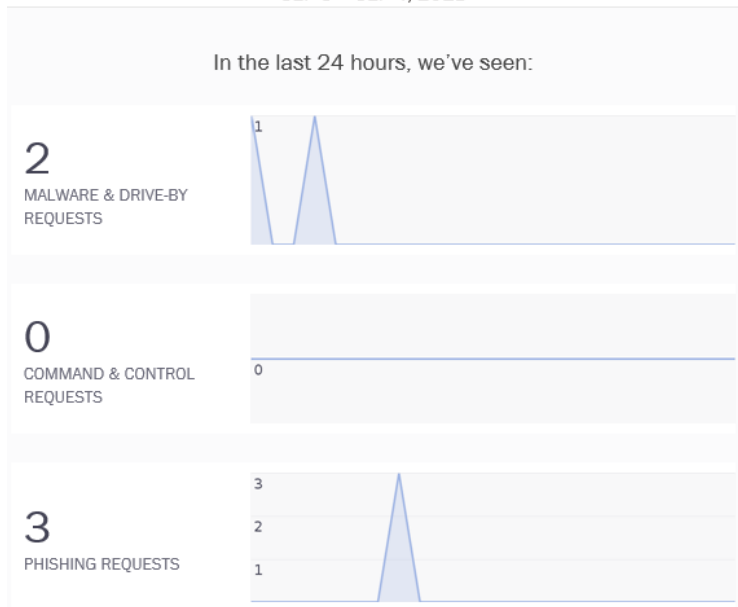 In the last 24 hours, we've seen:
2
MALWARE & DRIVE-BY
REQUESTS
1
0
COMMAND & CONTROL
REQUESTS
0
3
PHISHING REQUESTS
3
2
1